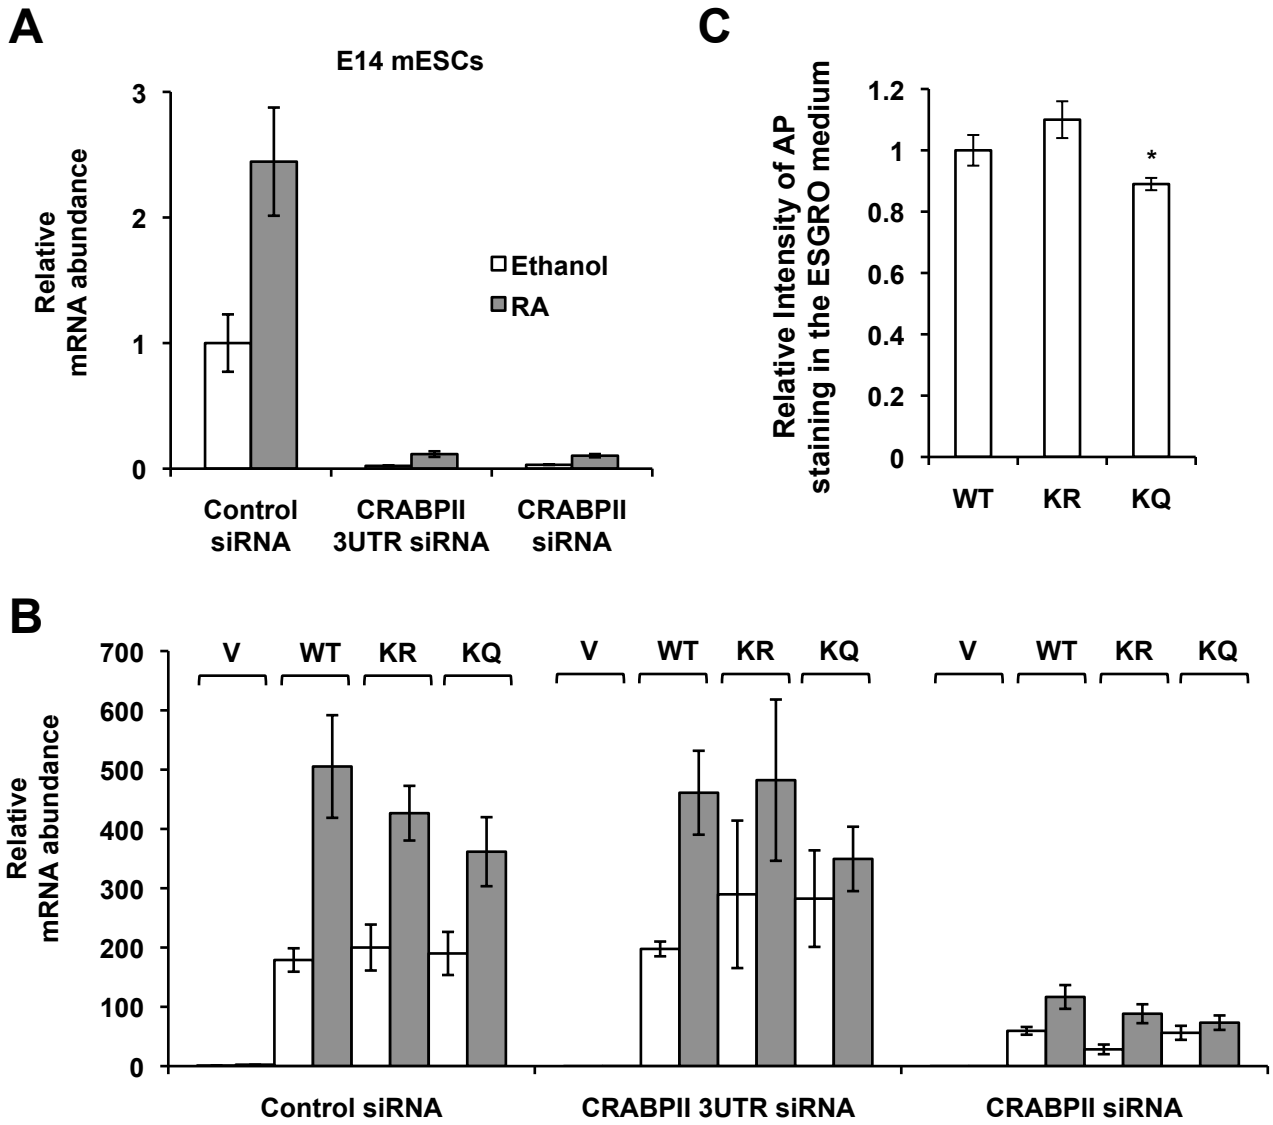 A
E14 mESCs
Relative
mRNA abundance
3
2
1
0
Ethanol
RA
Control
siRNA
CRABPII
3UTR siRNA
CRABPII
siRNA
C
Relative Intensity of AP
staining in the ESGRO medium
1.2
1
0.8
0.6
0.4
0.2
0
*
WT KR KQ
B
Relative
mRNA abundance
700
600
500
400
300
200
100
0
V WT KR KQ V WT KR KQ V WT KR KQ
Control siRNA CRABPII 3UTR siRNA CRABPII siRNA